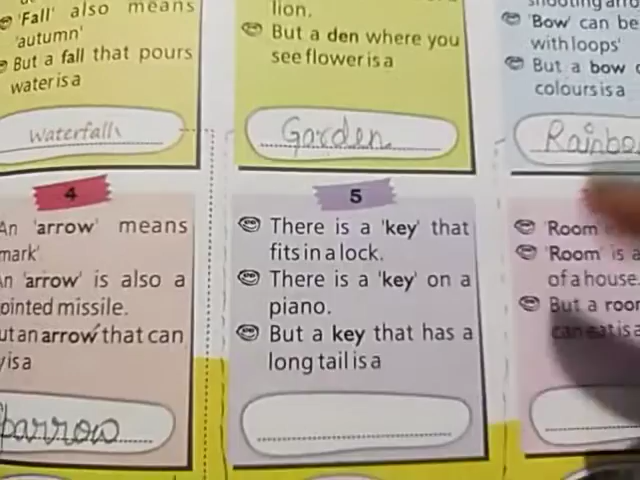 'Fall' also means
'autumn'
But a fall that pours
water is a
Waterfall
lion.
But a den where you
see flower is a
Garden
'Bow' can be
with loops'
But a bow
colours is a
4
An 'arrow' means
mark'
An 'arrow' is also a
pointed missile.
But an arrow that can
is a
Sparrow
5
There is a 'key' that
fits in a lock.
There is a 'key' on a
piano.
But a key that has a
long tail is a
'Room
'Room' is a
of a house.
But a room
can eat is a